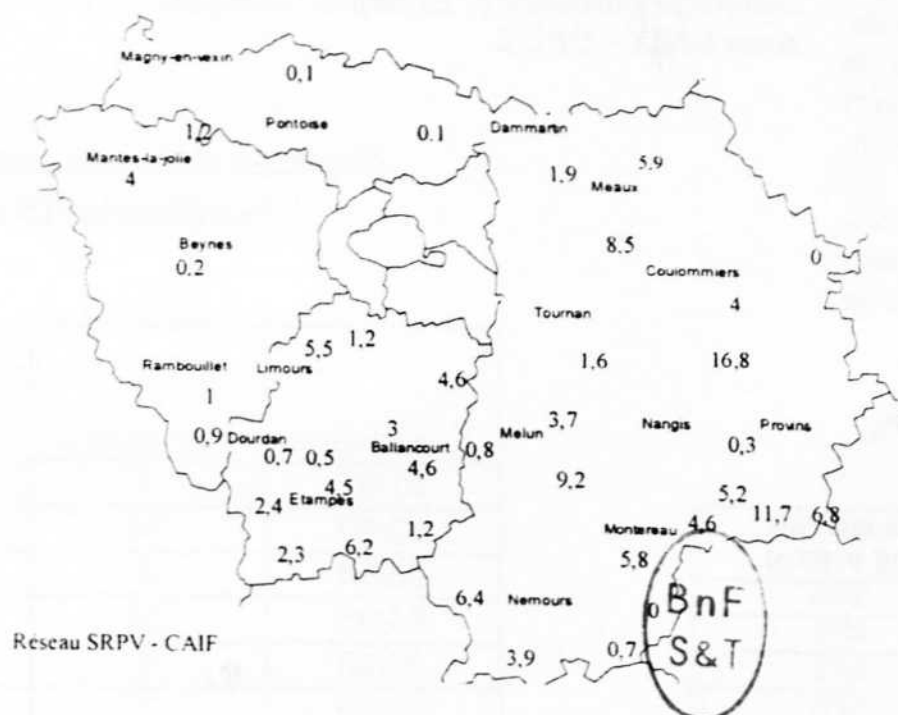 Magny-en-vexin
0,1
Pontoise
0.1
Dammartin
1,9
5,9
Meaux
Mantes-la-jolie
4
Beynes
0,2
8,5
0
Coulommiers
4
Tournan
5,5
1,2
Rambouillet
Limours
1
4,6
1,6
16,8
0,9
Dourdan
0,7
0,5
3
Ballancourt
4,6
0,8
Melun
3,7
Nangis
Provins
0,3
4,5
Etampes
2,4
9,2
5,2
11,7
6,8
1,2
Montereau
4,6
2,3
6,2
5,8
6,4
Nemours
0
BnF
S&T
Réseau SRPV - CAIF
3,9
0,7